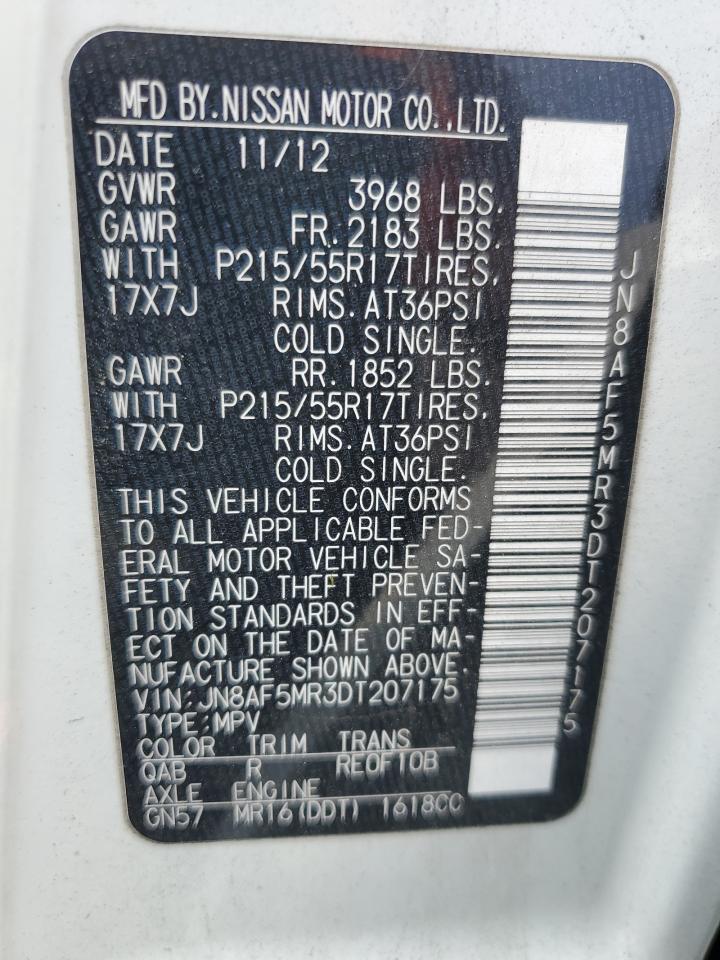 MFD BY.NISSAN MOTOR CO.,LTD.
DATE 11/12
GVWR 3968 LBS.
GAWR FR.2183 LBS.
WITH P215/55R17TIRES,
17X7J RIMS.AT36PSI
COLD SINGLE.
GAWR RR.1852 LBS.
WITH P215/55R17TIRES,
17X7J RIMS.AT36PSI
COLD SINGLE.
THIS VEHICLE CONFORMS
TO ALL APPLICABLE FED-
ERAL MOTOR VEHICLE SA-
FETY AND THEFT PREVEN-
TION STANDARDS IN EFF-
ECT ON THE DATE OF MA-
NUFACTURE SHOWN ABOVE.
VIN:JN8AF5MR3DT207175
TYPE:MPV
COLOR TRIM TRANS
QAB R RE0F10B
AXLE ENGINE
GN57 MR16(DDT) 1618CC
JN8AF5MR3DT207175